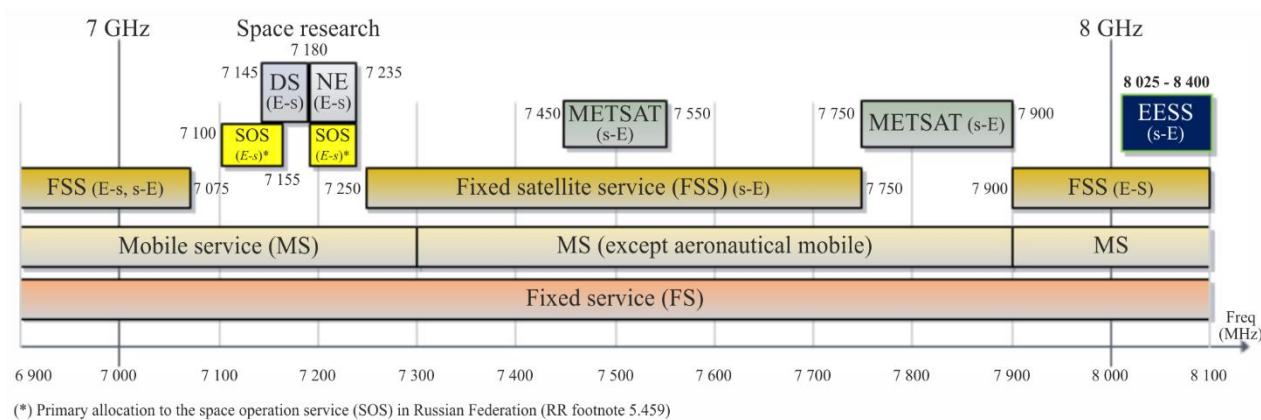 7 GHz
Space research
8 GHz
7 180
7 145
DS
(E-s)
NE
(E-s)
7 235
8 025 - 8 400
7 100
SOS
(E-s)*
SOS
(E-s)*
7 450
METSAT
(s-E)
7 550
7 750
METSAT (s-E)
7 900
EESS
(s-E)
7 155
FSS (E-s, s-E)
7 075
7 250
Fixed satellite service (FSS) (s-E)
7 750
7 900
FSS (E-S)
Mobile service (MS)
MS (except aeronautical mobile)
MS
Fixed service (FS)
Freq
(MHz)
6 900 7 000 7 100 7 200 7 300 7 400 7 500 7 600 7 700 7 800 7 900 8 000 8 100
(*) Primary allocation to the space operation service (SOS) in Russian Federation (RR footnote 5.459)